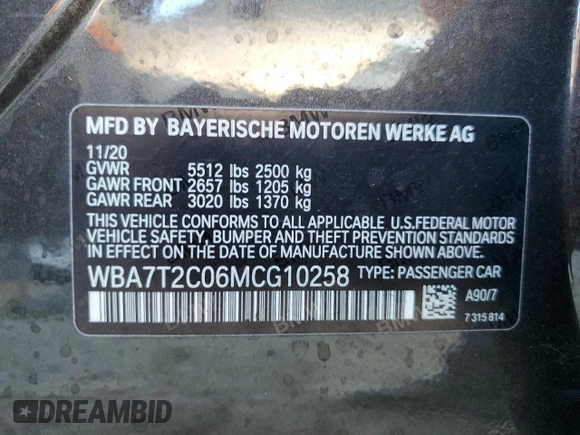 MFD BY BAYERISCHE MOTOREN WERKE AG
11/20
GVWR 5512 lbs 2500 kg
GAWR FRONT 2657 lbs 1205 kg
GAWR REAR 3020 lbs 1370 kg
THIS VEHICLE CONFORMS TO ALL APPLICABLE U.S.FEDERAL MOTOR
VEHICLE SAFETY, BUMPER AND THEFT PREVENTION STANDARDS
IN EFFECT ON THE DATE OF MANUFACTURE SHOWN ABOVE.
WBA7T2C06MCG10258 TYPE: PASSENGER CAR
A90/7
7 315 814
DREAMBID